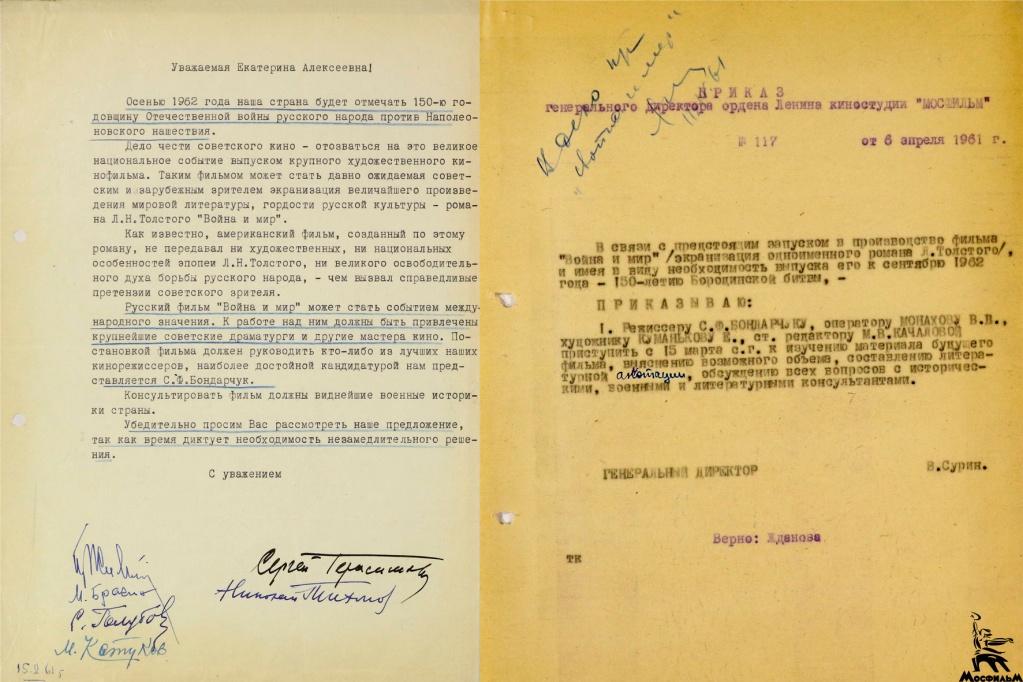 Уважаемая Екатерина Алексеевна!
Осенью 1962 года наша страна будет отмечать 150-ю го-
довщину Отечественной войны русского народа против Наполео-
новского нашествия.
Дело чести советского кино - отозваться на это великое
национальное событие выпуском крупного художественного ки-
нофильма. Таким фильмом может стать давно ожидаемая совет-
ским и зарубежным зрителем экранизация величайшего произве-
дения мировой литературы, гордости русской культуры - рома-
на Л.Н.Толстого "Война и мир".
Как известно, американский фильм, созданный по этому
роману, не передавал ни художественных, ни национальных
особенностей эпопеи Л.Н.Толстого, ни великого освободитель-
ного духа борьбы русского народа, - чем вызвал справедливые
претензии советского зрителя.
Русский фильм "Война и мир" может стать событием между-
народного значения. К работе над ним должны быть привлечены
крупнейшие советские драматурги и другие мастера кино. По-
становкой фильма должен руководить кто-либо из лучших наших
кинорежиссеров, наиболее достойной кандидатурой нам пред-
ставляется С.Ф.Бондарчук.
Консультировать фильм должны виднейшие военные истори-
ки страны.
Убедительно просим Вас рассмотреть наше предложение,
так как время диктует необходимость незамедлительного реше-
ния.
С уважением
Сергей Герасимов
Николай Тихонов
С. Голубов
М. Катуков
15.2.61г
В дело
"Война и мир"
ПРИКАЗ
генерального директора ордена Ленина киностудии "МОСФИЛЬМ"
№ 117 от 6 апреля 1961 г.
В связи с предстоящим запуском в производство фильма
"Война и мир" /экранизация одноименного романа Л.Толстого/,
и имея в виду необходимость выпуска его к сентябрю 1962
года - 150-летию Бородинской битвы, -
ПРИКАЗЫВАЮ:
I. Режиссеру С.Ф.БОНДАРЧУКУ, оператору МОНАХОВУ В.В.,
художнику КУМАНЬКОВУ Е., ст. редактору М.В.КАЧАЛОВОЙ
приступить с 15 марта с.г. к изучению материала будущего
фильма, выяснению возможного объема, составлению литера-
турной аннотации, обсуждению всех вопросов с историчес-
кими, военными и литературными консультантами.
ГЕНЕРАЛЬНЫЙ ДИРЕКТОР В.Сурин.
Верно: Жданова
тк
МОСФИЛЬМ